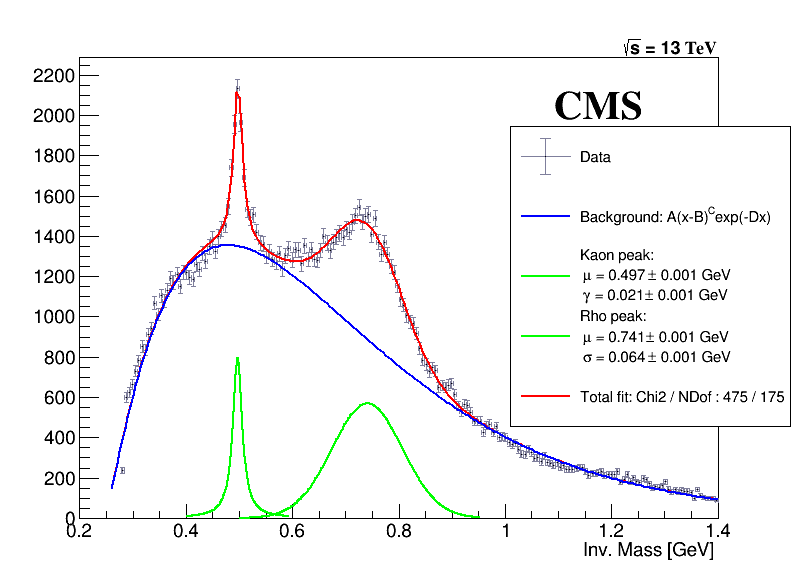 √s = 13 TeV
CMS
Data
Background: A(x-B)^C exp(-Dx)
Kaon peak:
μ = 0.497± 0.001 GeV
γ = 0.021± 0.001 GeV
Rho peak:
μ = 0.741± 0.001 GeV
σ = 0.064± 0.001 GeV
Total fit: Chi2 / NDof : 475 / 175
2200
2000
1800
1600
1400
1200
1000
800
600
400
200
0
0.2 0.4 0.6 0.8 1 1.2 1.4
Inv. Mass [GeV]